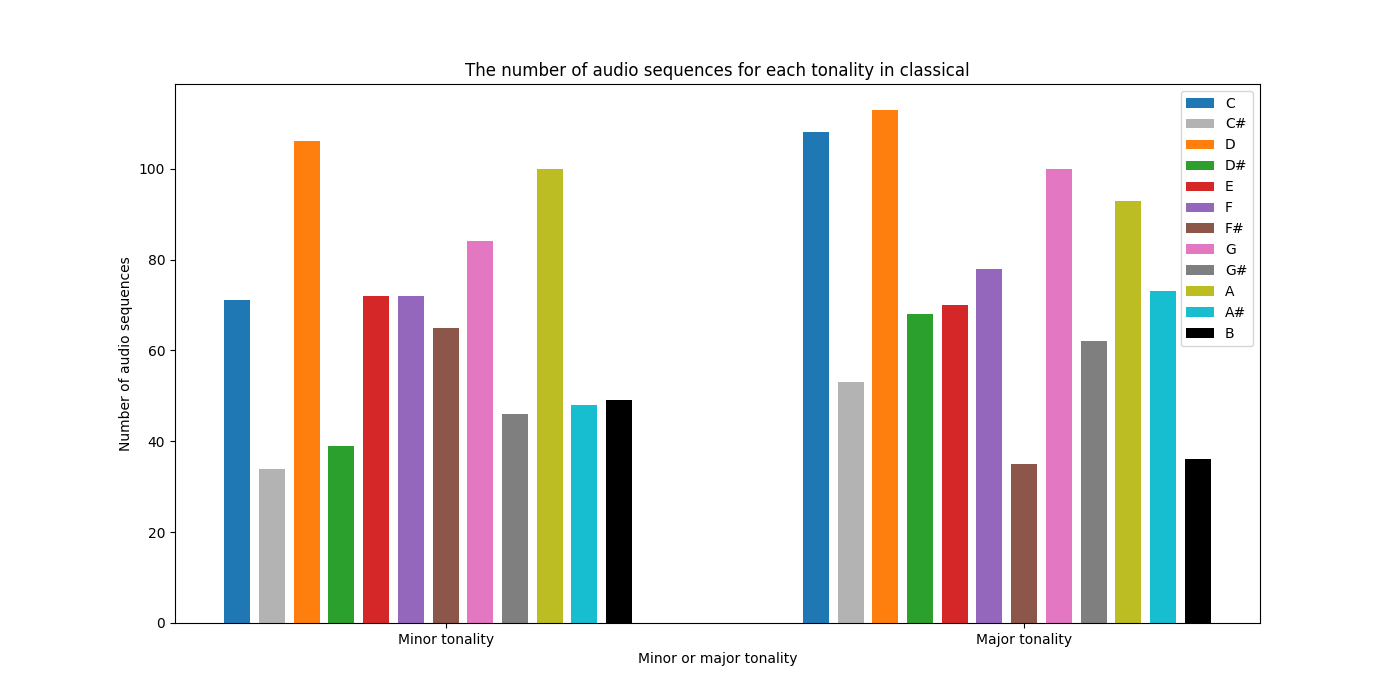 The number of audio sequences for each tonality in classical
Number of audio sequences
100
80
60
40
20
0
C
C#
D
D#
E
F
F#
G
G#
A
A#
B
Minor tonality
Major tonality
Minor or major tonality